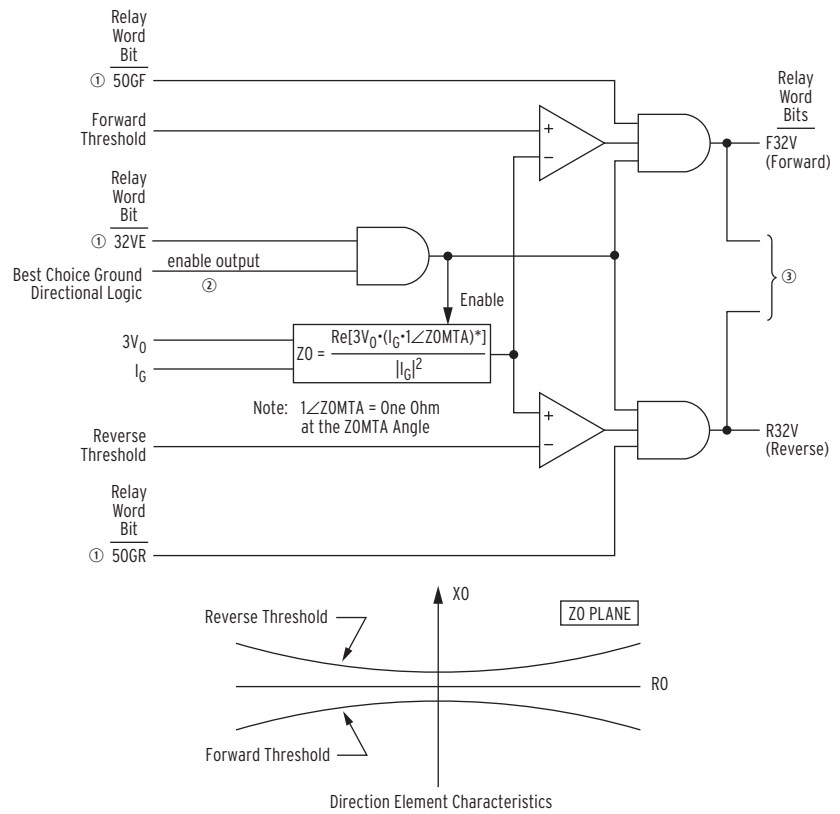 Relay
Word
Bit
① 50GF
Forward
Threshold
Relay
Word
Bit
① 32VE
Best Choice Ground
Directional Logic
enable output
②
Enable
3V0
IG
Z0 = Re[3V0•(IG•1∠Z0MTA)*]
|IG|^2
Note: 1∠Z0MTA = One Ohm
at the Z0MTA Angle
Reverse
Threshold
Relay
Word
Bit
① 50GR
+
–
+
–
Relay
Word
Bits
F32V
(Forward)
③
R32V
(Reverse)
X0
Z0 PLANE
Reverse Threshold
R0
Forward Threshold
Direction Element Characteristics